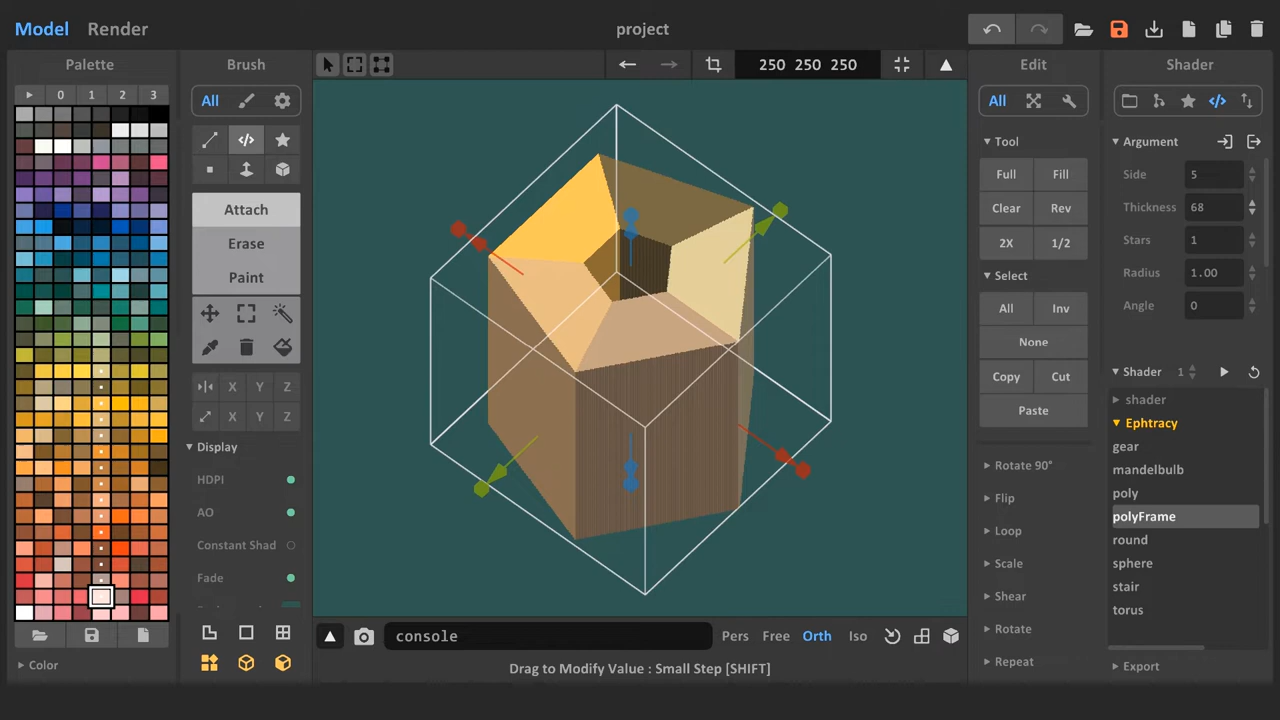 Model Render project
Palette Brush 250 250 250 Edit Shader
0 1 2 3
All
All
Tool
Argument
Full Fill
Side 5
Clear Rev
Thickness 68
Attach
2X 1/2
Stars 1
Erase
Select
Radius 1.00
Paint
All Inv
Angle 0
None
Copy Cut
Shader 1
X Y Z
shader
Paste
X Y Z
Ephtracy
Display
gear
HDPI
Rotate 90°
mandelbulb
AO
Flip
poly
Constant Shad
Loop
polyFrame
Fade
Scale
round
Shear
sphere
Rotate
stair
console
Pers Free Orth Iso
Repeat
torus
Color
Drag to Modify Value : Small Step [SHIFT]
Export